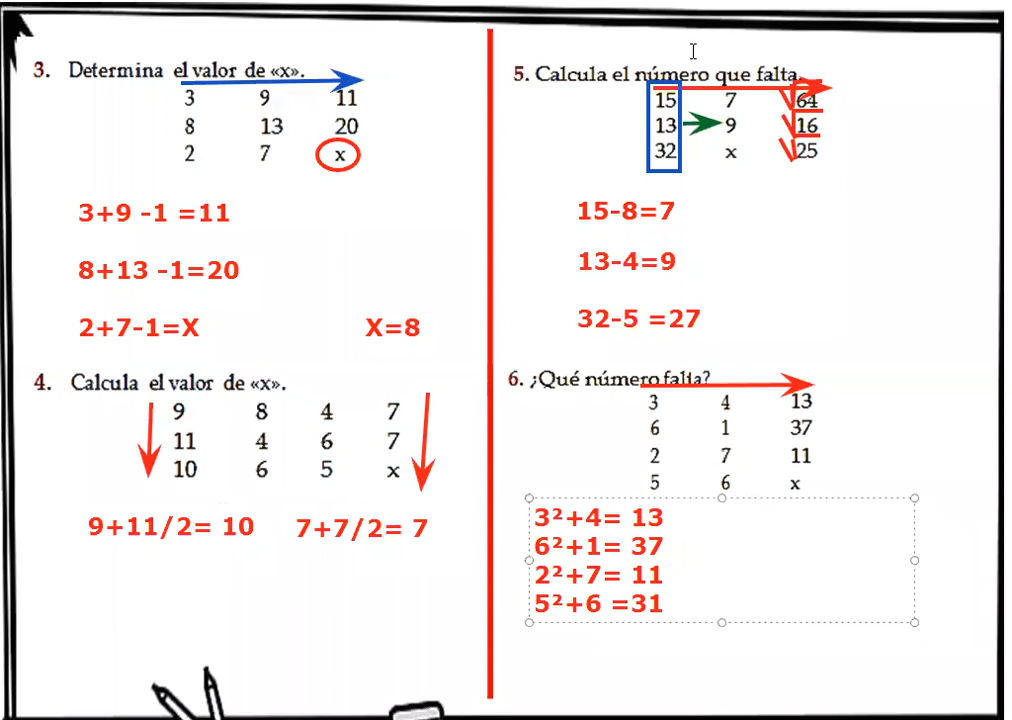 3. Determina el valor de «x».
3 9 11
8 13 20
2 7 x
3+9 -1 =11
8+13 -1=20
2+7-1=X X=8
4. Calcula el valor de «x».
9 8 4 7
11 4 6 7
10 6 5 x
9+11/2= 10 7+7/2= 7
5. Calcula el número que falta.
15 7 √64
13 9 √16
32 x √25
15-8=7
13-4=9
32-5 =27
6. ¿Qué número falta?
3 4 13
6 1 37
2 7 11
5 6 x
3²+4= 13
6²+1= 37
2²+7= 11
5²+6 =31